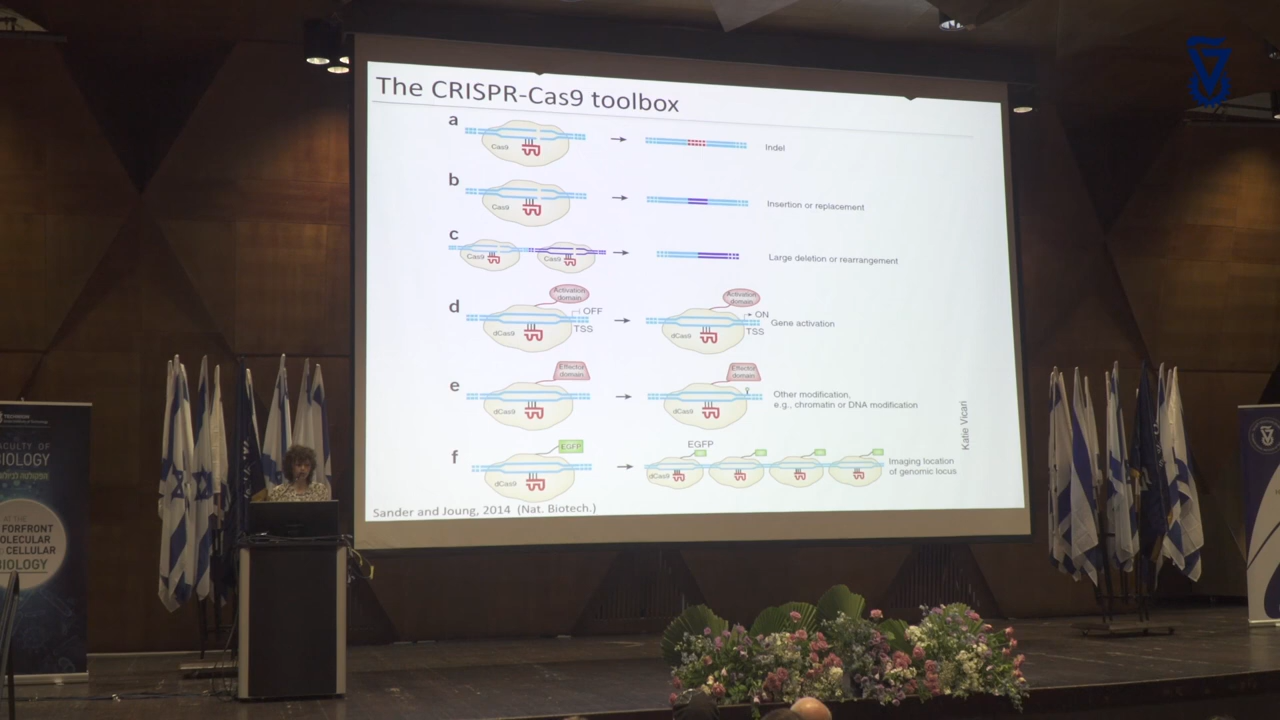 The CRISPR-Cas9 toolbox
a
Cas9
Indel
b
Cas9
Insertion or replacement
c
Cas9
Cas9
Large deletion or rearrangement
d
Activation
domain
OFF
TSS
dCas9
Activation
domain
ON
TSS
dCas9
Gene activation
e
Effector
domain
dCas9
Effector
domain
dCas9
Other modification,
e.g., chromatin or DNA modification
f
EGFP
dCas9
EGFP
dCas9
Imaging location
of genomic locus
Katie Vicari
Sander and Joung, 2014 (Nat. Biotech.)
TECHNION
FACULTY OF
BIOLOGY
AT THE
FORFRONT
OLECULAR
CELLULAR
BIOLOGY